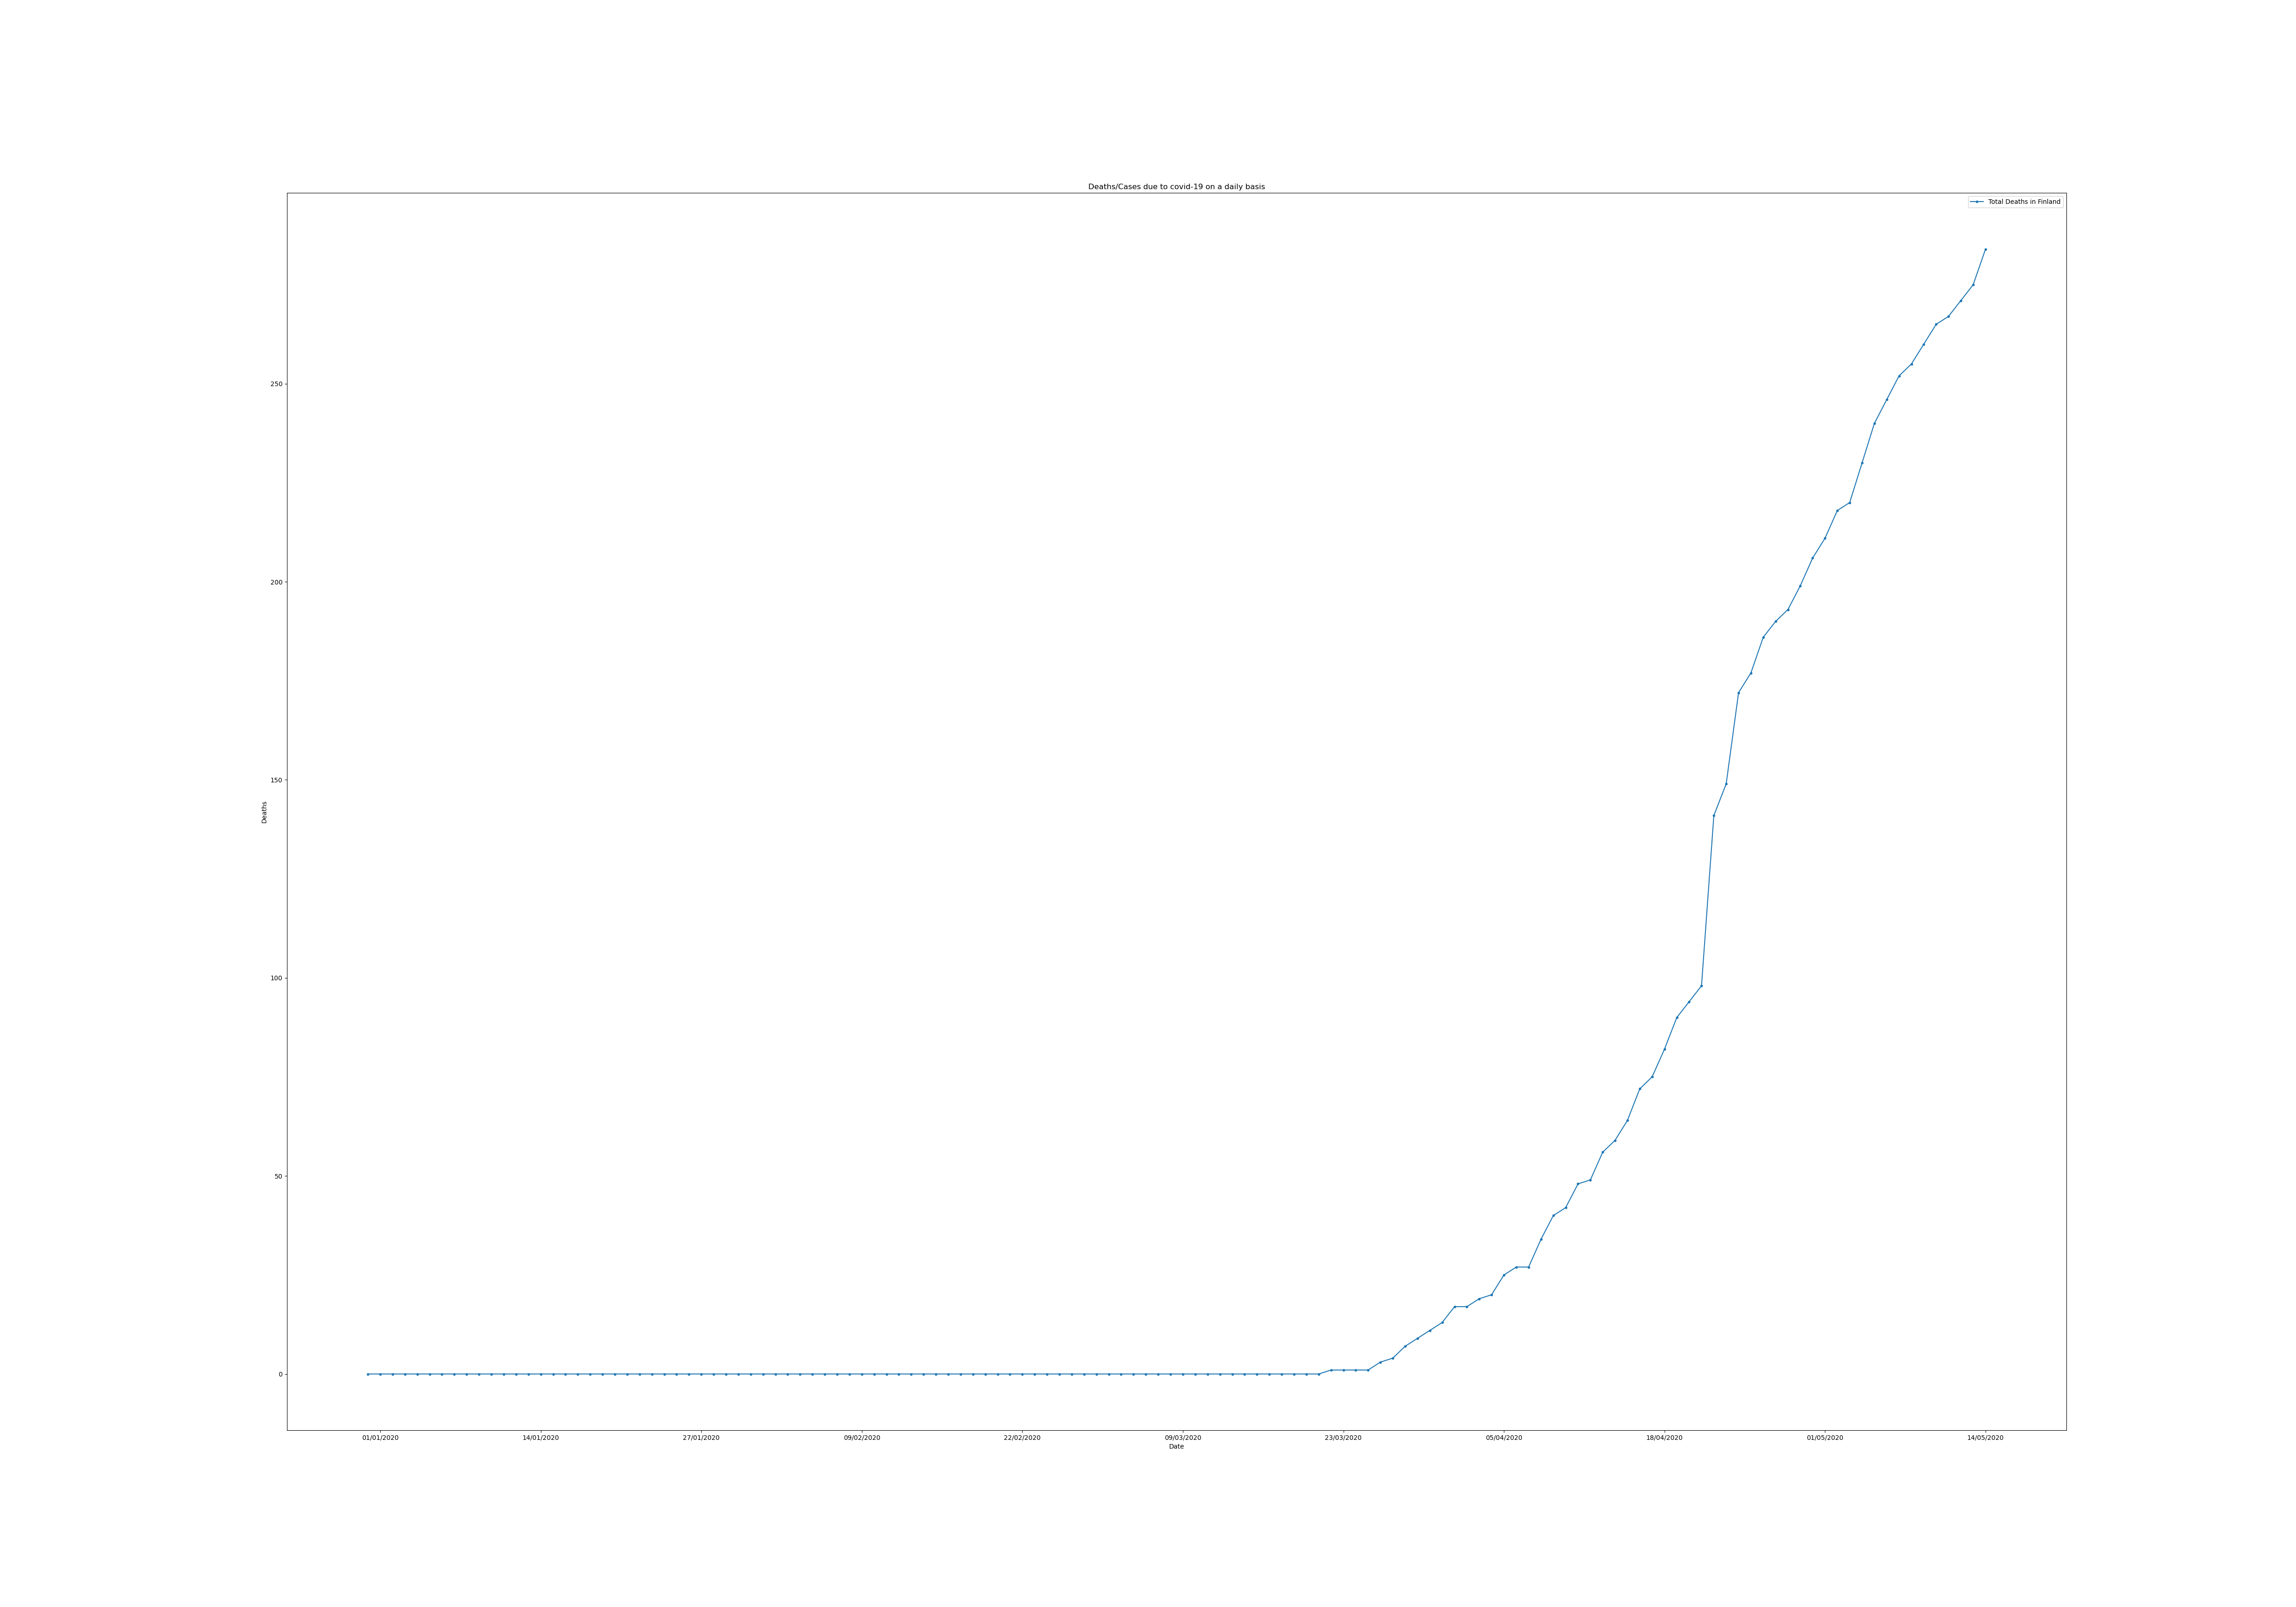 Deaths/Cases due to covid-19 on a daily basis
Total Deaths in Finland
250
200
150
100
50
0
Deaths
01/01/2020 14/01/2020 27/01/2020 09/02/2020 22/02/2020 09/03/2020 23/03/2020 05/04/2020 18/04/2020 01/05/2020 14/05/2020
Date